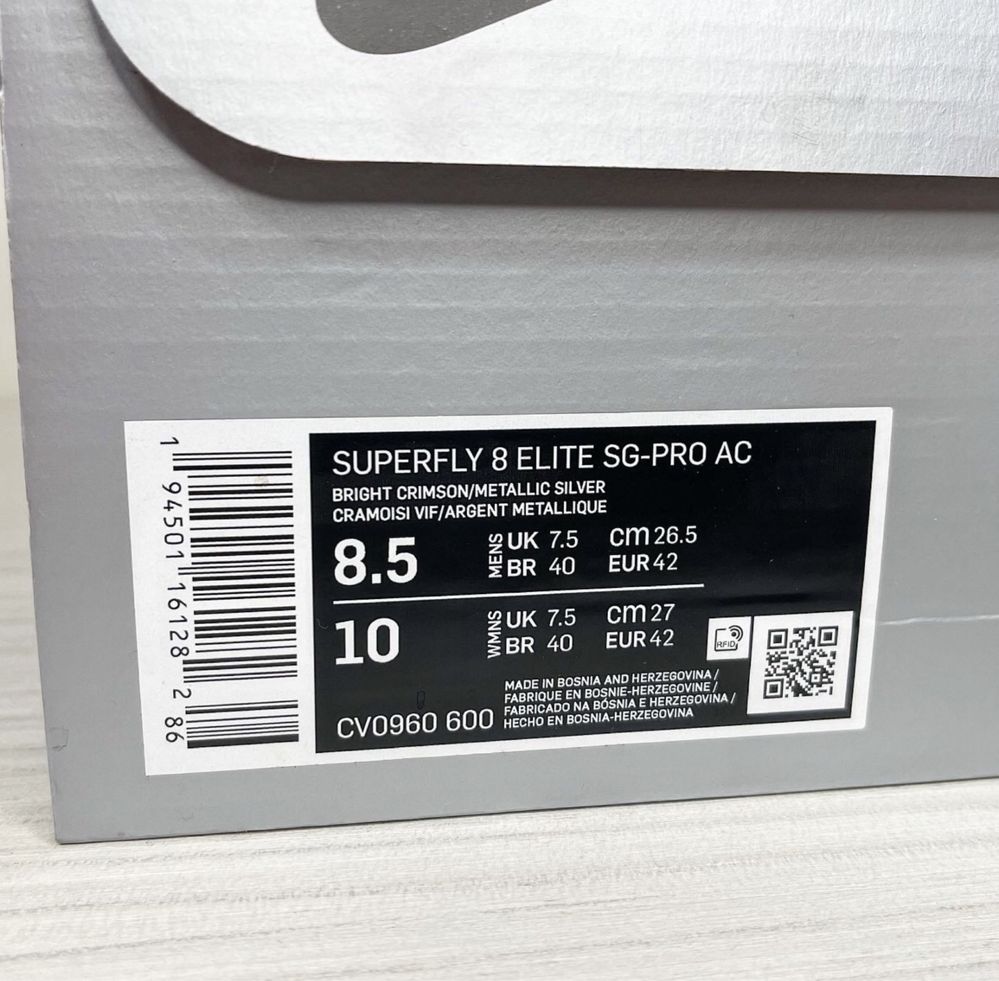 1 94501 16128 2 86
SUPERFLY 8 ELITE SG-PRO AC
BRIGHT CRIMSON/METALLIC SILVER
CRAMOISI VIF/ARGENT METALLIQUE
8.5 MENS UK 7.5 cm 26.5
BR 40 EUR 42
10 WMNS UK 7.5 cm 27
BR 40 EUR 42
RFID
MADE IN BOSNIA AND HERZEGOVINA /
FABRIQUE EN BOSNIE-HERZEGOVINE /
FABRICADO NA BÓSNIA E HERZEGOVINA /
HECHO EN BOSNIA-HERZEGOVINA
CV0960 600